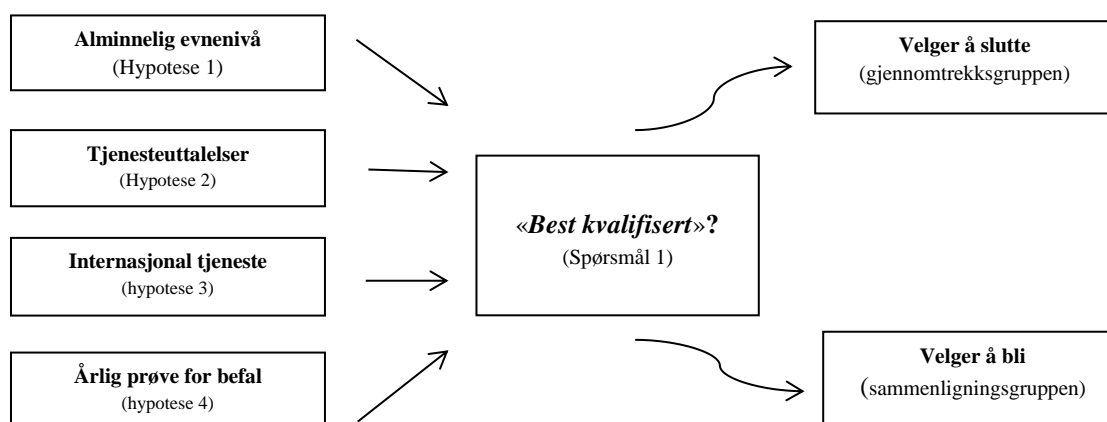 Alminnelig evnenivå
(Hypotese 1)
Tjenesteuttalelser
(Hypotese 2)
Internasjonal tjeneste
(hypotese 3)
Årlig prøve for befal
(hypotese 4)
«Best kvalifisert»?
(Spørsmål 1)
Velger å slutte
(gjennomtrekksgruppen)
Velger å bli
(sammenligningsgruppen)